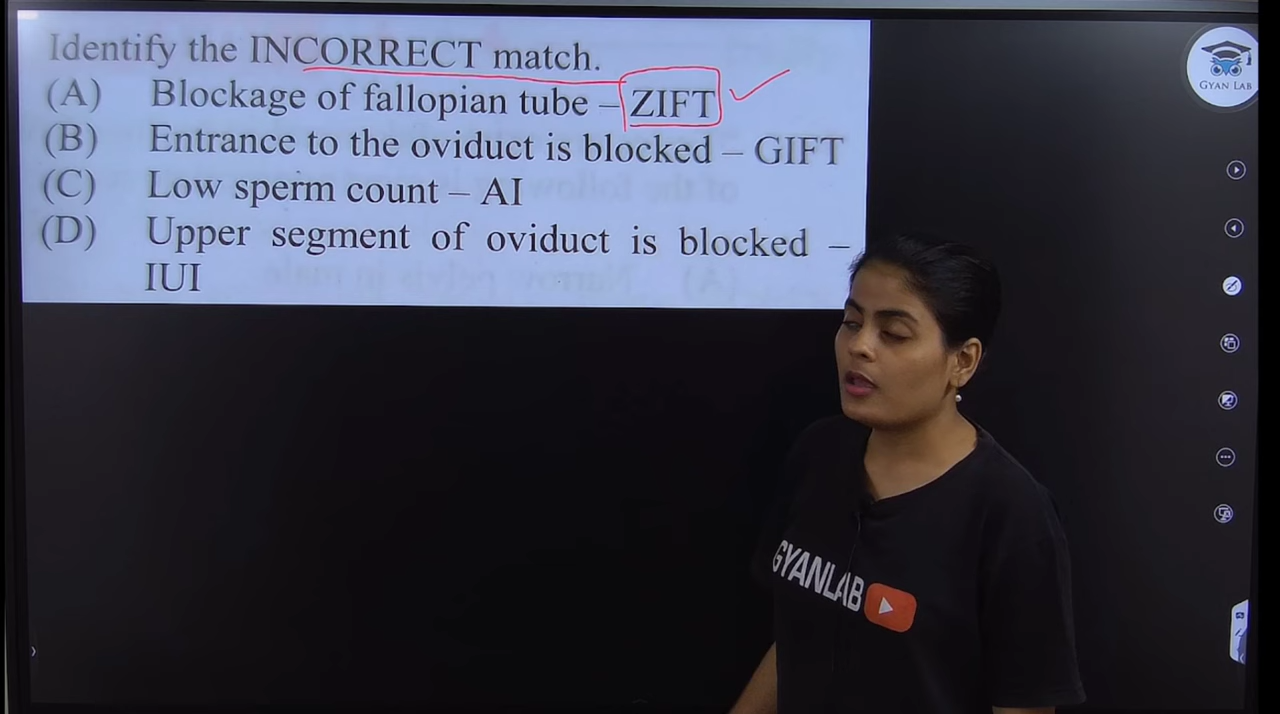 Identify the INCORRECT match.
(A) Blockage of fallopian tube – ZIFT
(B) Entrance to the oviduct is blocked – GIFT
(C) Low sperm count – AI
(D) Upper segment of oviduct is blocked –
IUI
GYAN LAB
GYANLAB